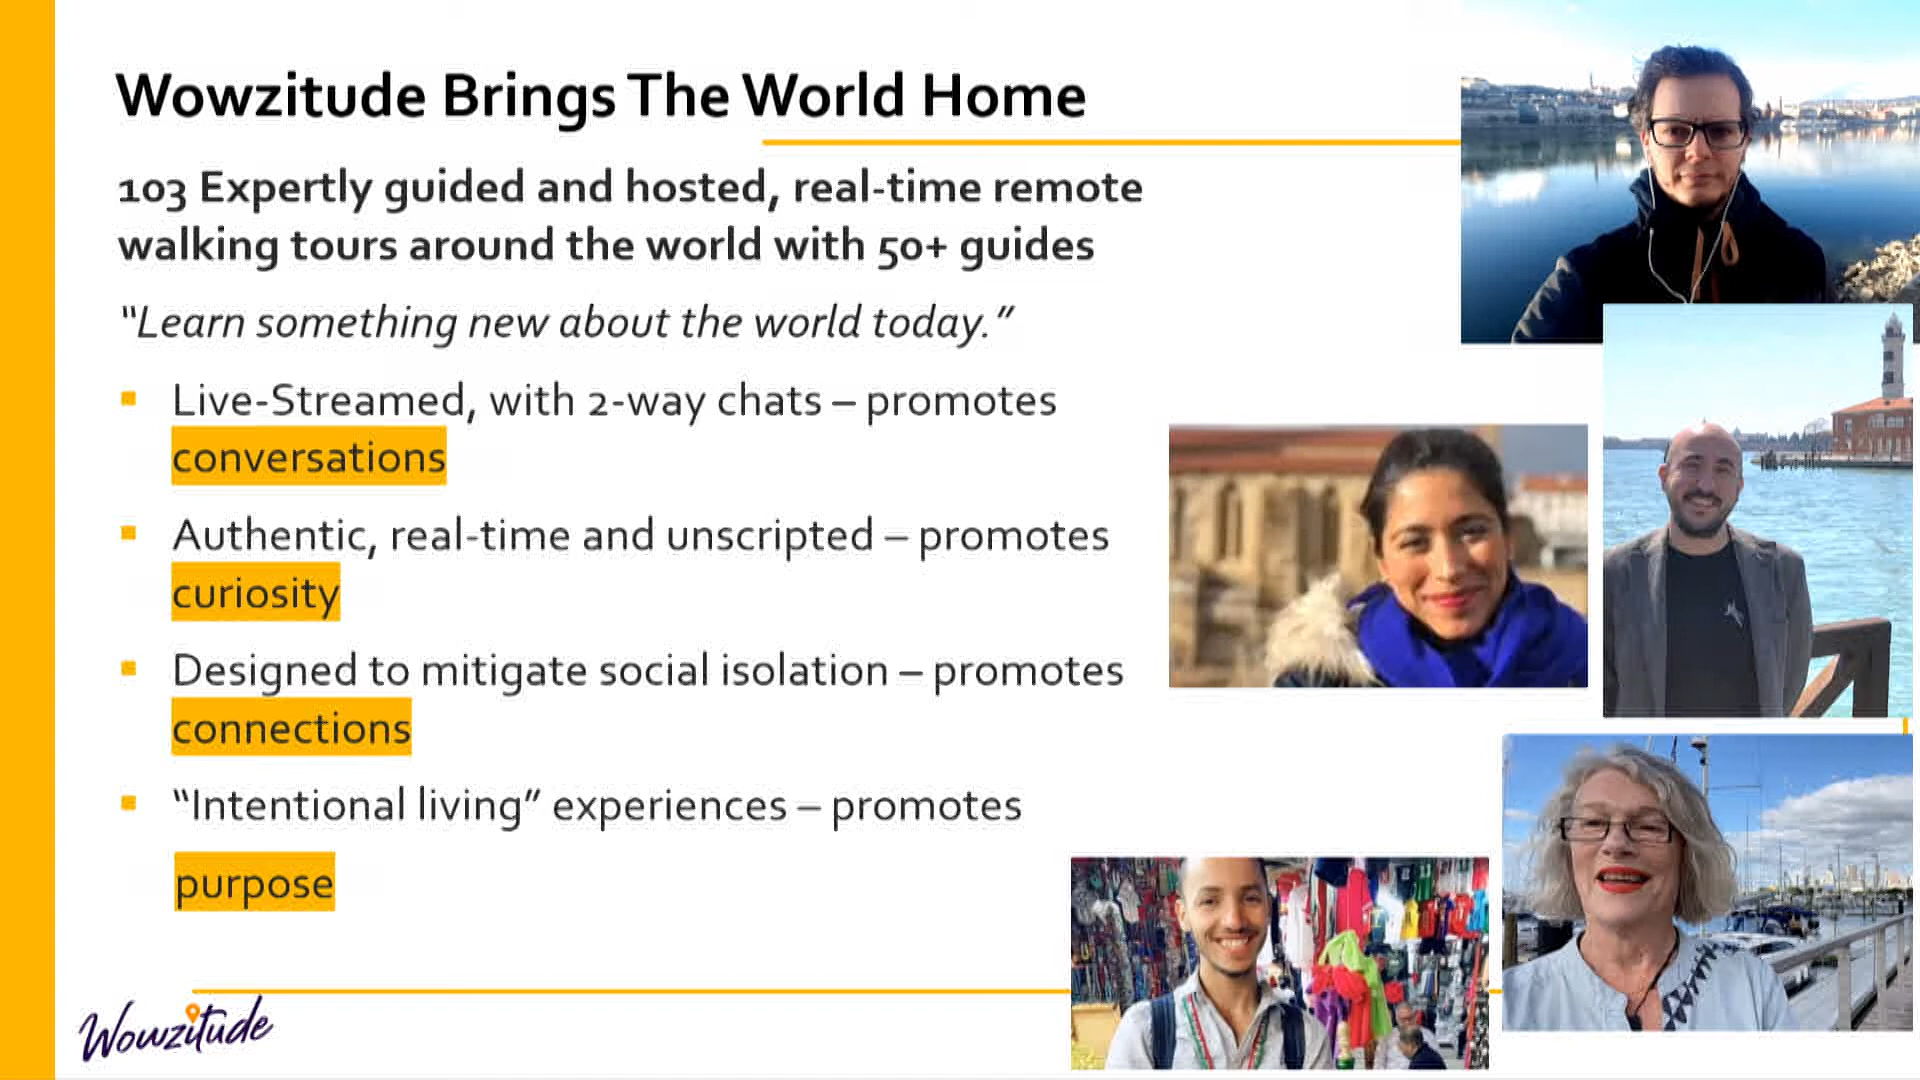 Wowzitude Brings The World Home
103 Expertly guided and hosted, real-time remote
walking tours around the world with 50+ guides
“Learn something new about the world today.”
Live-Streamed, with 2-way chats – promotes
conversations
Authentic, real-time and unscripted – promotes
curiosity
Designed to mitigate social isolation – promotes
connections
“Intentional living” experiences – promotes
purpose
Wowzitude